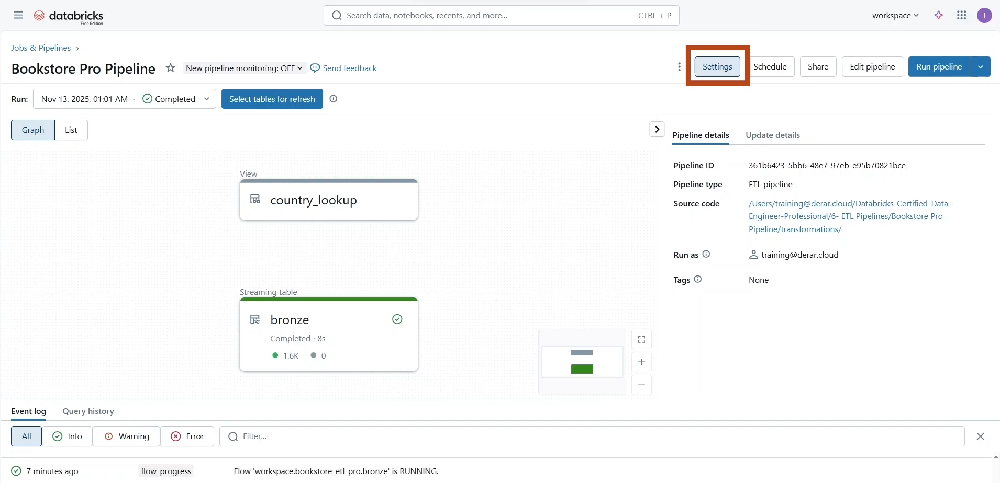 databricks
Free Edition
Search data, notebooks, recents, and more...
CTRL + P
workspace
T
Jobs & Pipelines
Bookstore Pro Pipeline
New pipeline monitoring: OFF
Send feedback
Settings
Schedule
Share
Edit pipeline
Run pipeline
Run:
Nov 13, 2025, 01:01 AM ·
Completed
Select tables for refresh
Graph
List
Pipeline details
Update details
View
country_lookup
Pipeline ID
361b6423-5bb6-48e7-97eb-e95b70821bce
Pipeline type
ETL pipeline
Source code
/Users/training@derar.cloud/Databricks-Certified-Data-
Engineer-Professional/6- ETL Pipelines/Bookstore Pro
Pipeline/transformations/
Run as
training@derar.cloud
Tags
None
Streaming table
bronze
Completed · 8s
1.6K
0
Event log
Query history
All
Info
Warning
Error
Filter...
7 minutes ago
flow_progress
Flow 'workspace.bookstore_etl_pro.bronze' is RUNNING.